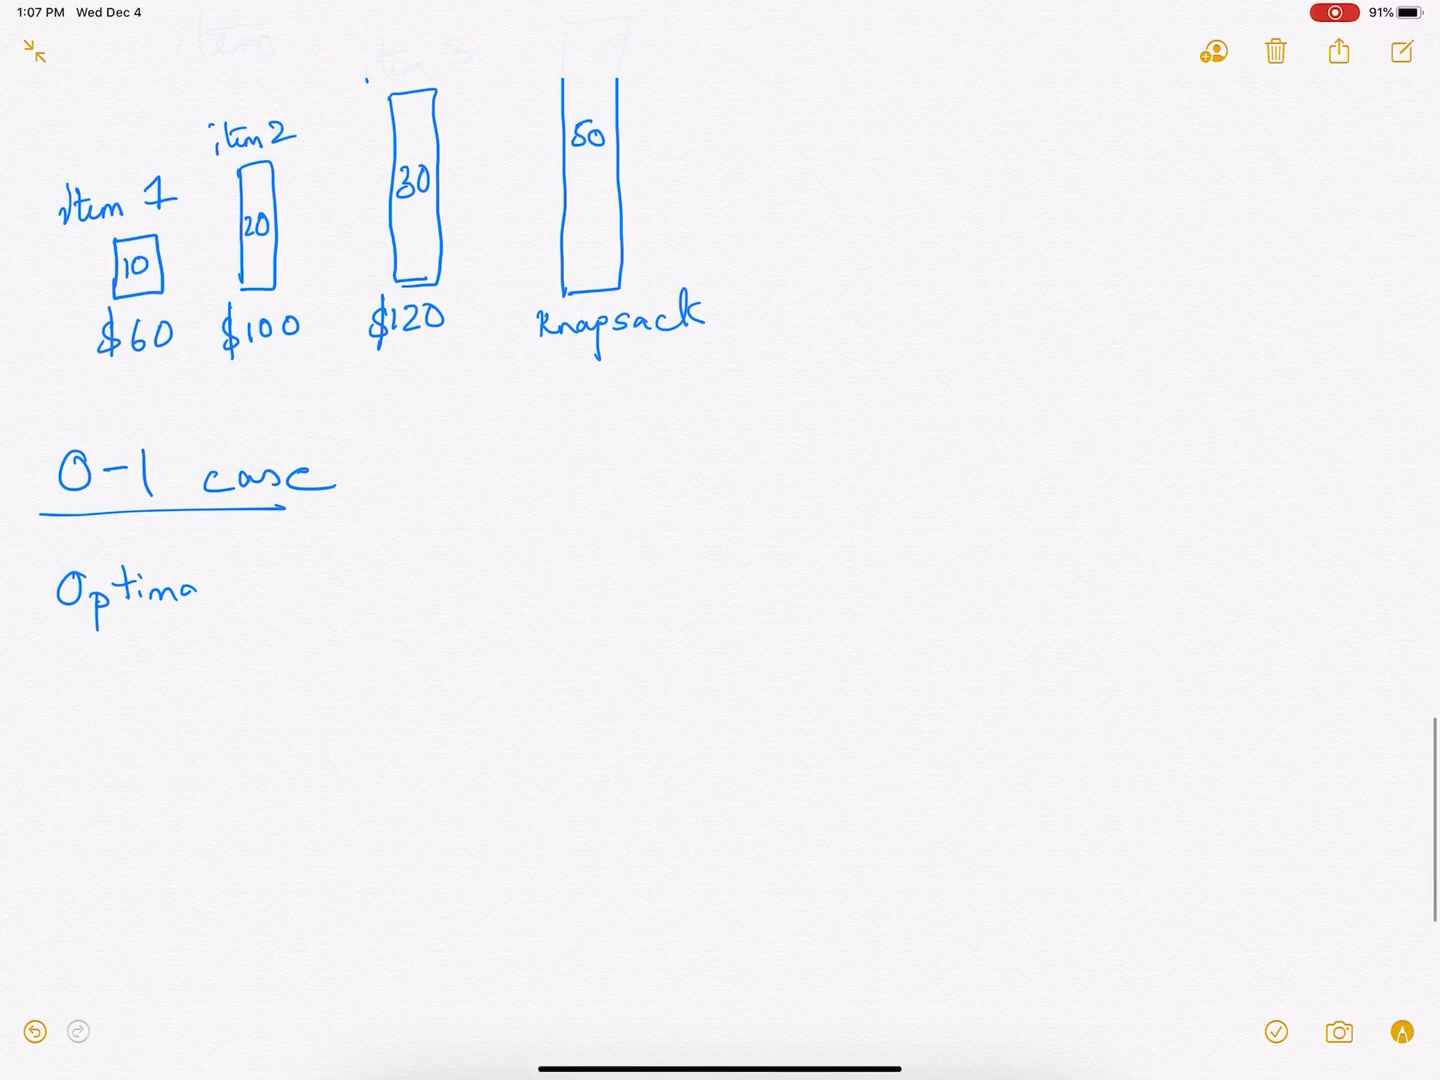 1:07 PM Wed Dec 4
91%
item 2
Item 1
10
20
30
50
$60
$100
$120
Knapsack
0-1 case
Optima